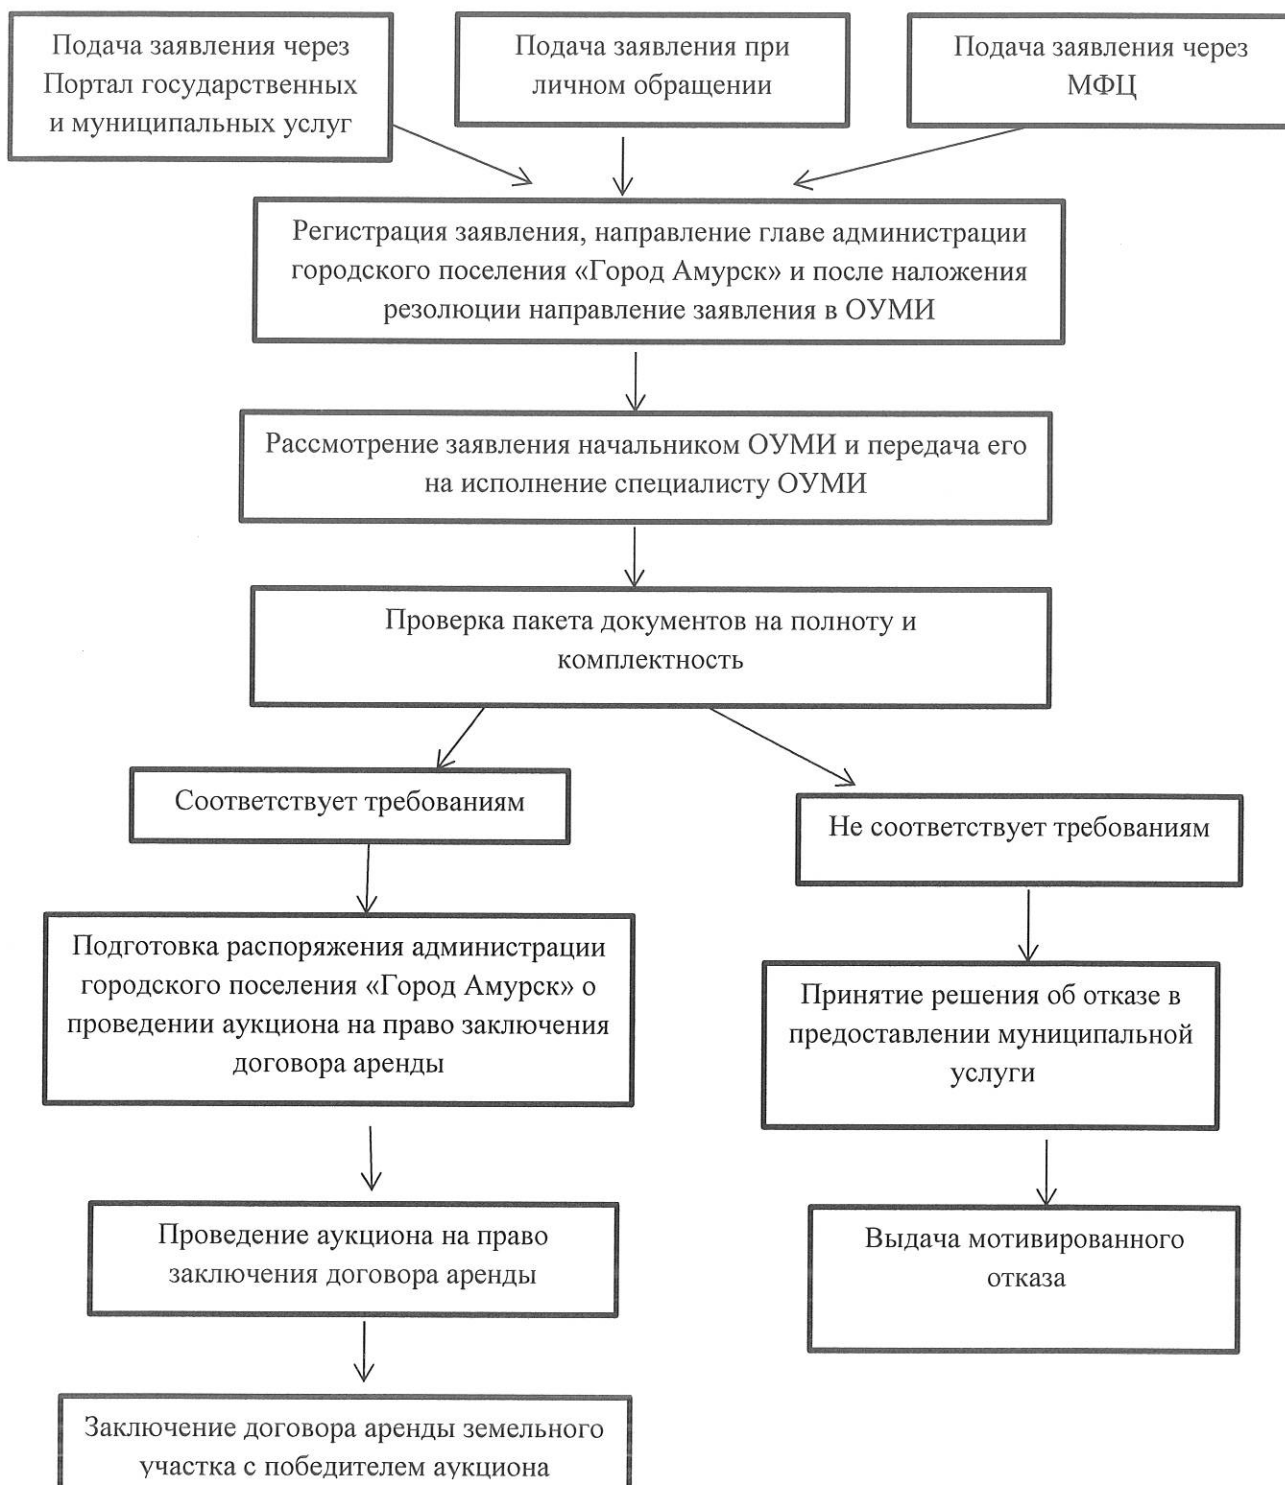 Подача заявления через
Портал государственных
и муниципальных услуг
Подача заявления при
личном обращении
Подача заявления через
МФЦ
Регистрация заявления, направление главе администрации
городского поселения «Город Амурск» и после наложения
резолюции направление заявления в ОУМИ
Рассмотрение заявления начальником ОУМИ и передача его
на исполнение специалисту ОУМИ
Проверка пакета документов на полноту и
комплектность
Соответствует требованиям
Не соответствует требованиям
Подготовка распоряжения администрации
городского поселения «Город Амурск» о
проведении аукциона на право заключения
договора аренды
Принятие решения об отказе в
предоставлении муниципальной
услуги
Проведение аукциона на право
заключения договора аренды
Выдача мотивированного
отказа
Заключение договора аренды земельного
участка с победителем аукциона